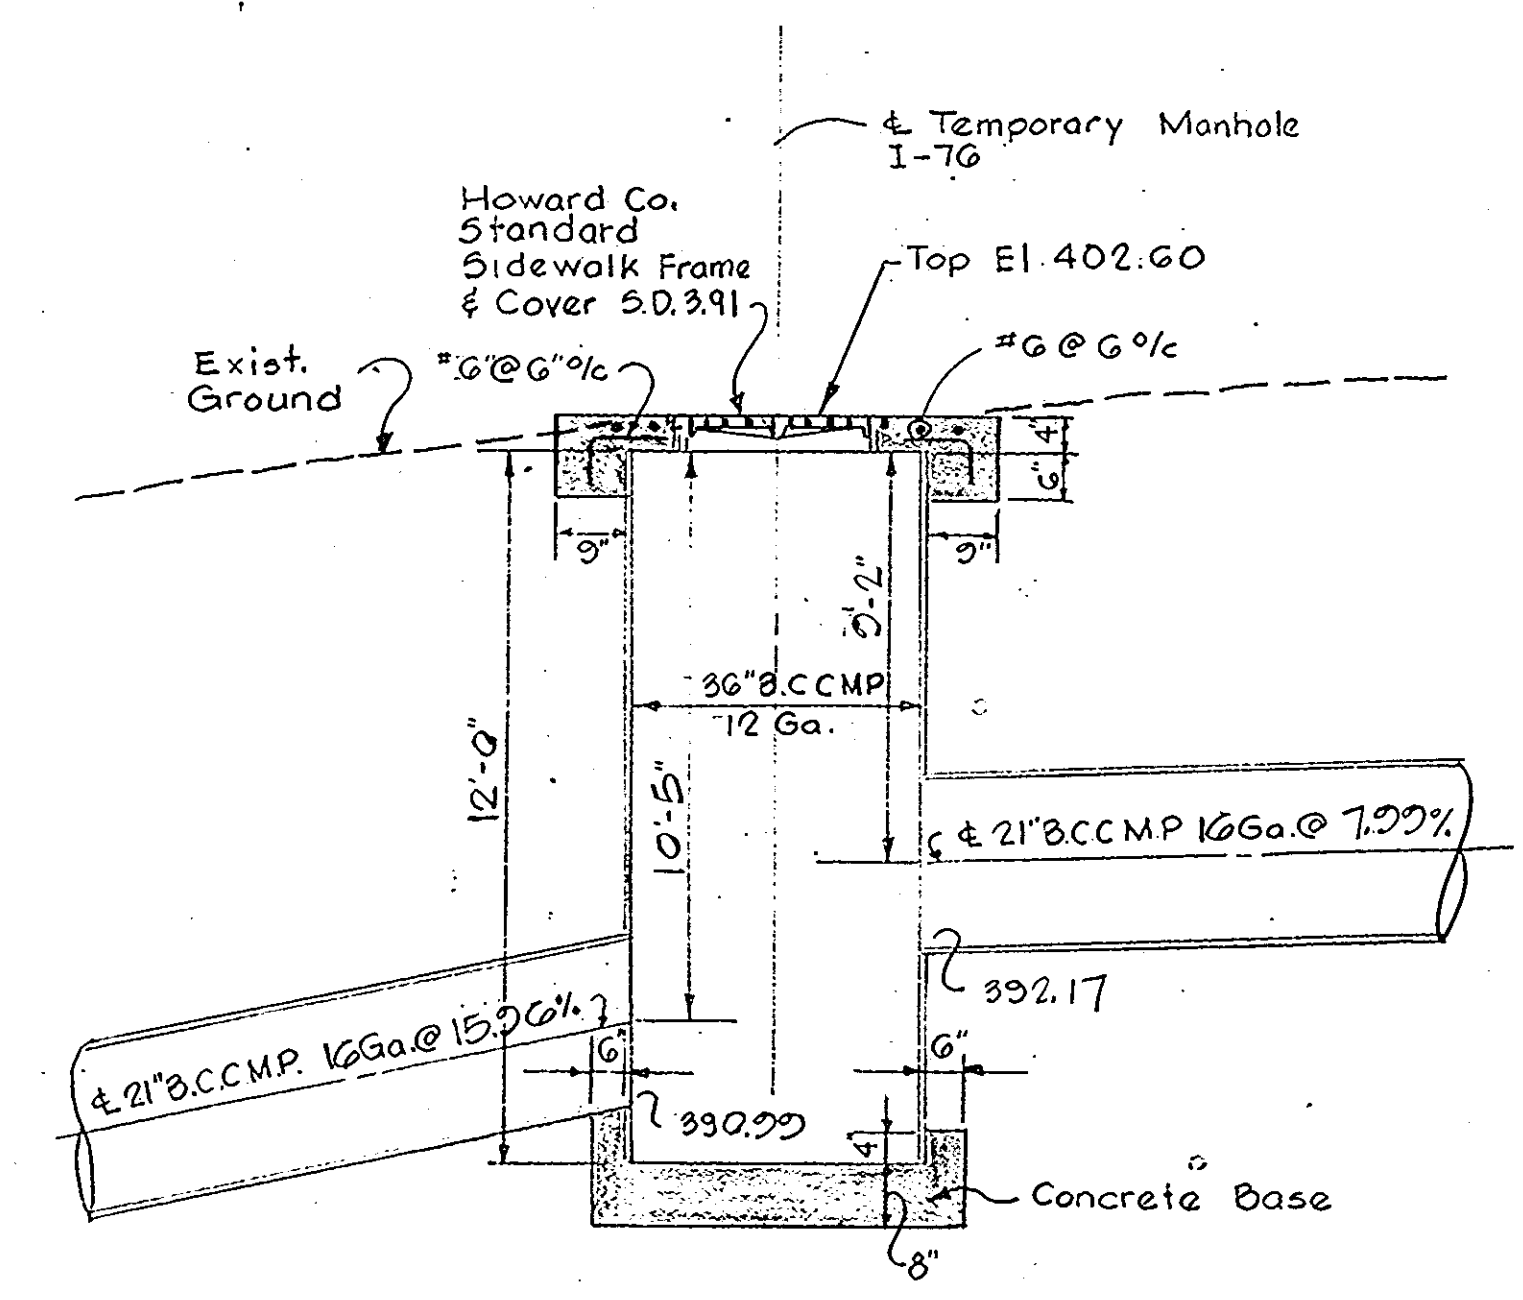 ℄ Temporary Manhole
I-76
Howard Co.
Standard
Sidewalk Frame
& Cover S.D.3.91
Top El. 402.60
Exist.
Ground
#6"@6"o/c
#6@6 o/c
4"
6"
9"
9"
9'-2"
36"B.C.C.M.P
12 Ga.
12'-0"
10'-5"
℄ 21"B.C.C.M.P 16Ga.@ 7.99%
392.17
℄ 21"B.C.C.M.P. 16Ga.@ 15.96%
6"
6"
390.99
4"
Concrete Base
8"